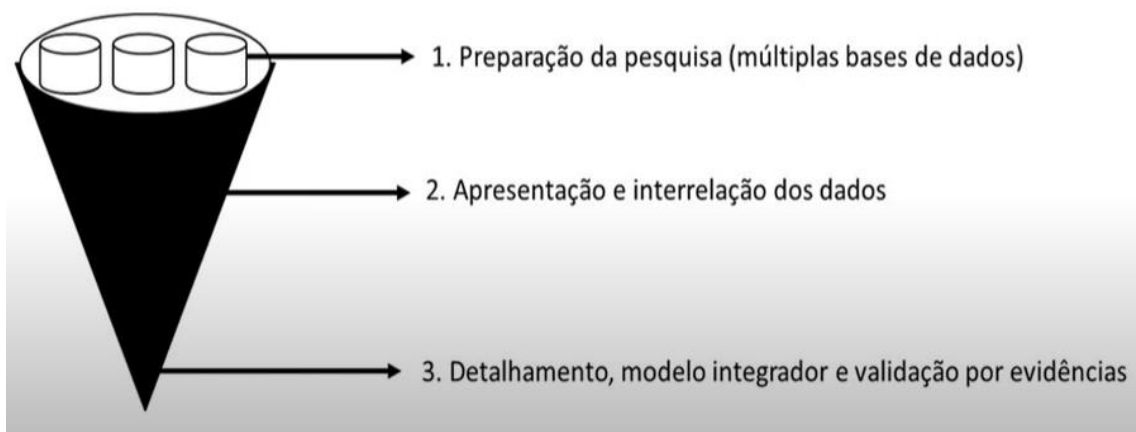 1. Preparação da pesquisa (múltiplas bases de dados)
2. Apresentação e interrelação dos dados
3. Detalhamento, modelo integrador e validação por evidências